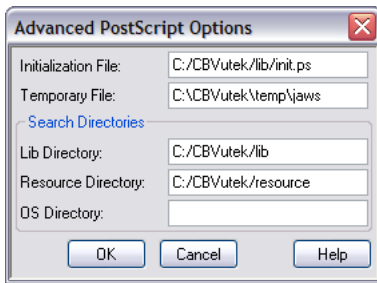 Advanced PostScript Options
Initialization File: C:/CBVutek/lib/init.ps
Temporary File: C:\CBVutek\temp\jaws
Search Directories
Lib Directory: C:/CBVutek/lib
Resource Directory: C:/CBVutek/resource
OS Directory:
OK Cancel Help